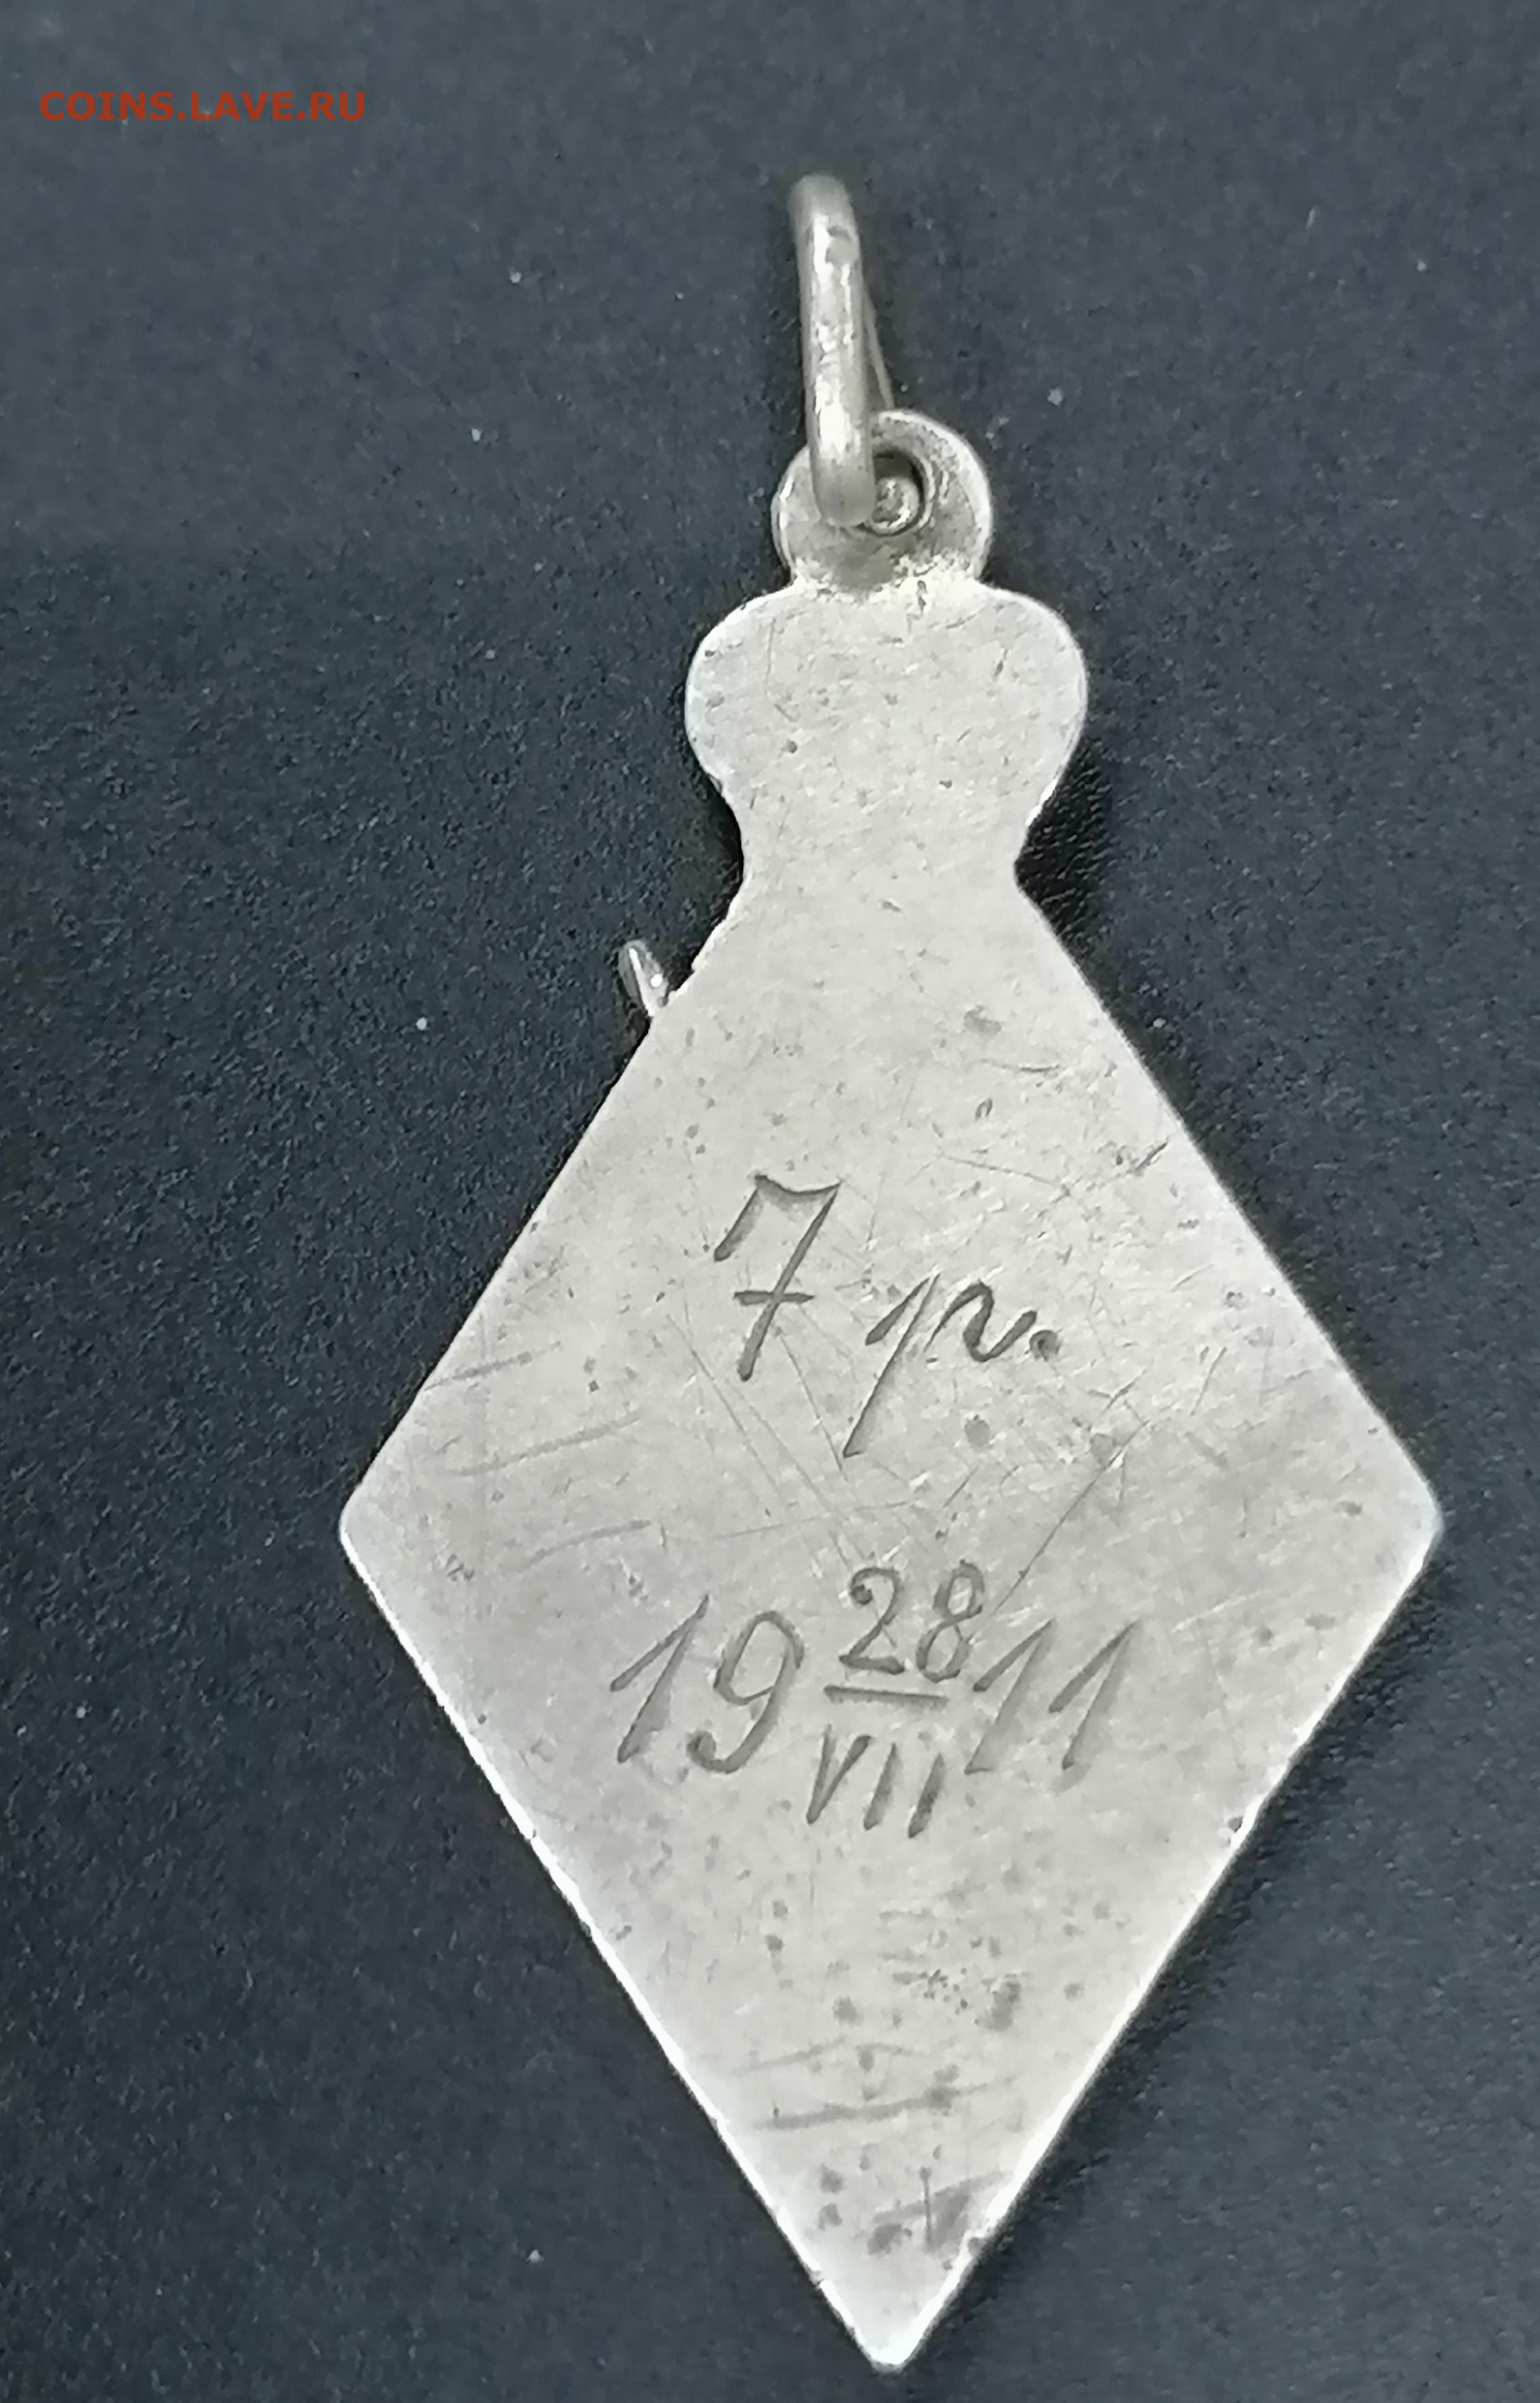 COINS.LAVE.RU
7 р.
19 28/VII 11